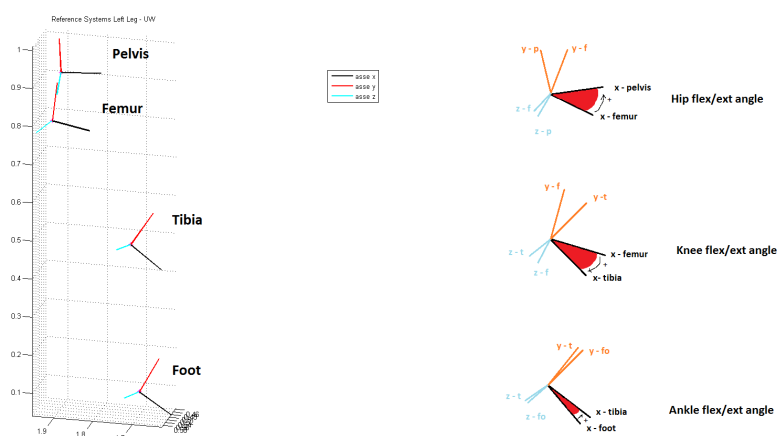 Reference Systems Left Leg - UW
1
0.9
0.8
0.7
0.6
0.5
0.4
0.3
0.2
0.1
1.9
1.8
Pelvis
Femur
Tibia
Foot
asse x
asse y
asse z
y - p
y - f
x - pelvis
+
x - femur
z - f
z - p
Hip flex/ext angle
y - f
y -t
x - femur
+
x- tibia
z - t
z - f
Knee flex/ext angle
y - t
y - fo
x - tibia
+
x - foot
z - t
z - fo
Ankle flex/ext angle